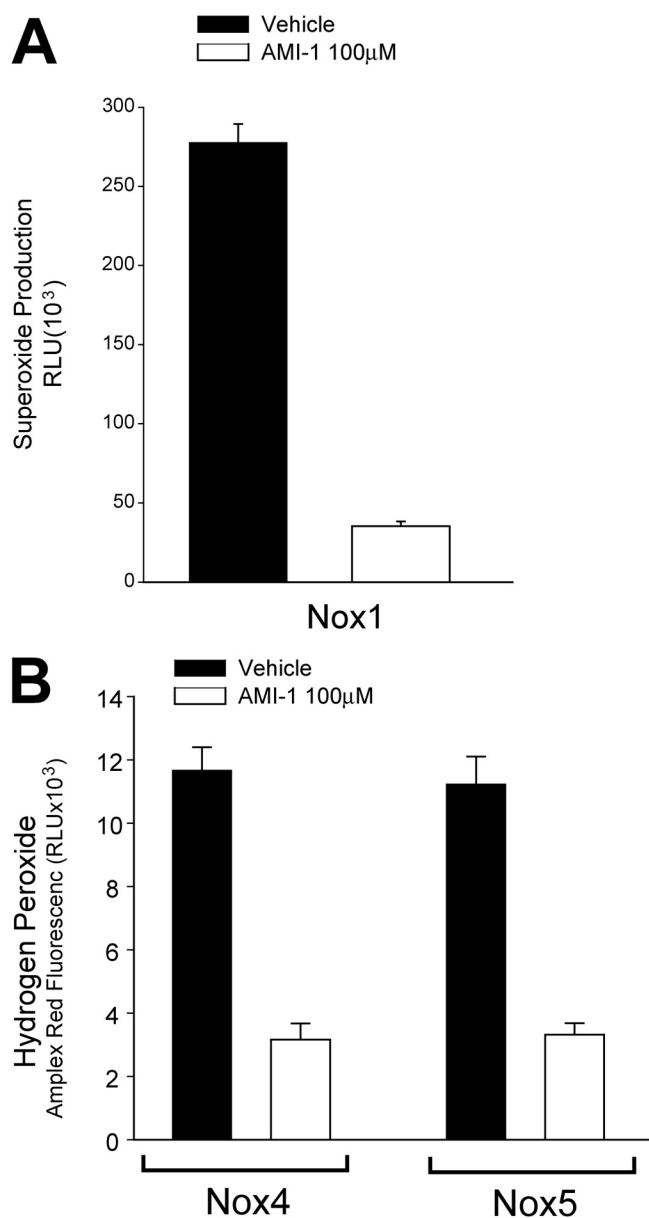 A
Vehicle
AMI-1 100μM
Superoxide Production
RLU(10³)
300
250
200
150
100
50
0
Nox1
B
Vehicle
AMI-1 100μM
Hydrogen Peroxide
Amplex Red Fluorescenc (RLUx10³)
14
12
10
8
6
4
2
0
Nox4 Nox5